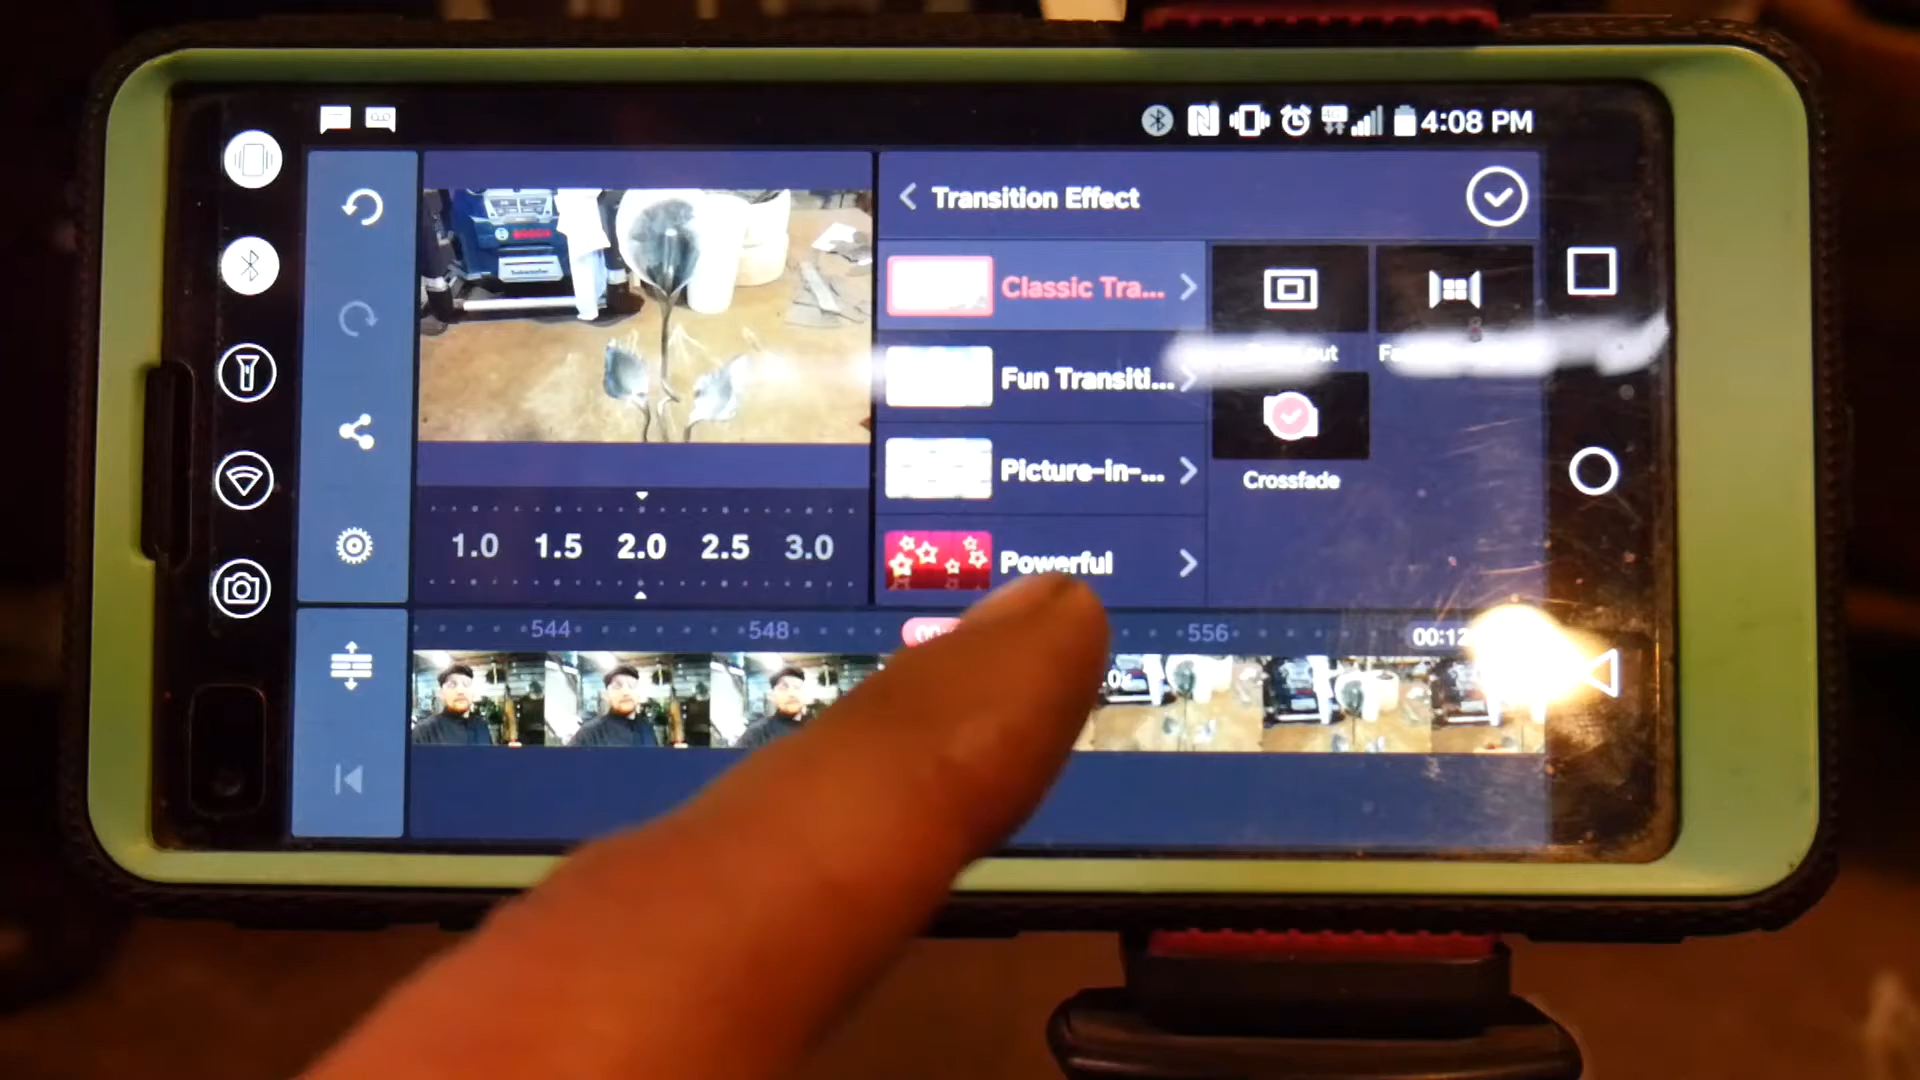 4:08 PM
Transition Effect
Classic Tra...
Fun Transiti...
Picture-in-...
Powerful
Crossfade
BOSCH
1.0 1.5 2.0 2.5 3.0
544 548 556